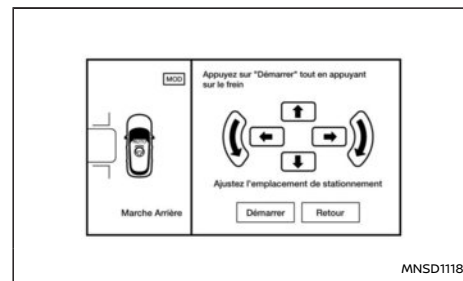 MOD
Appuyez sur "Démarrer" tout en appuyant
sur le frein
Ajustez l'emplacement de stationnement
Marche Arrière
Démarrer
Retour
MNSD1118